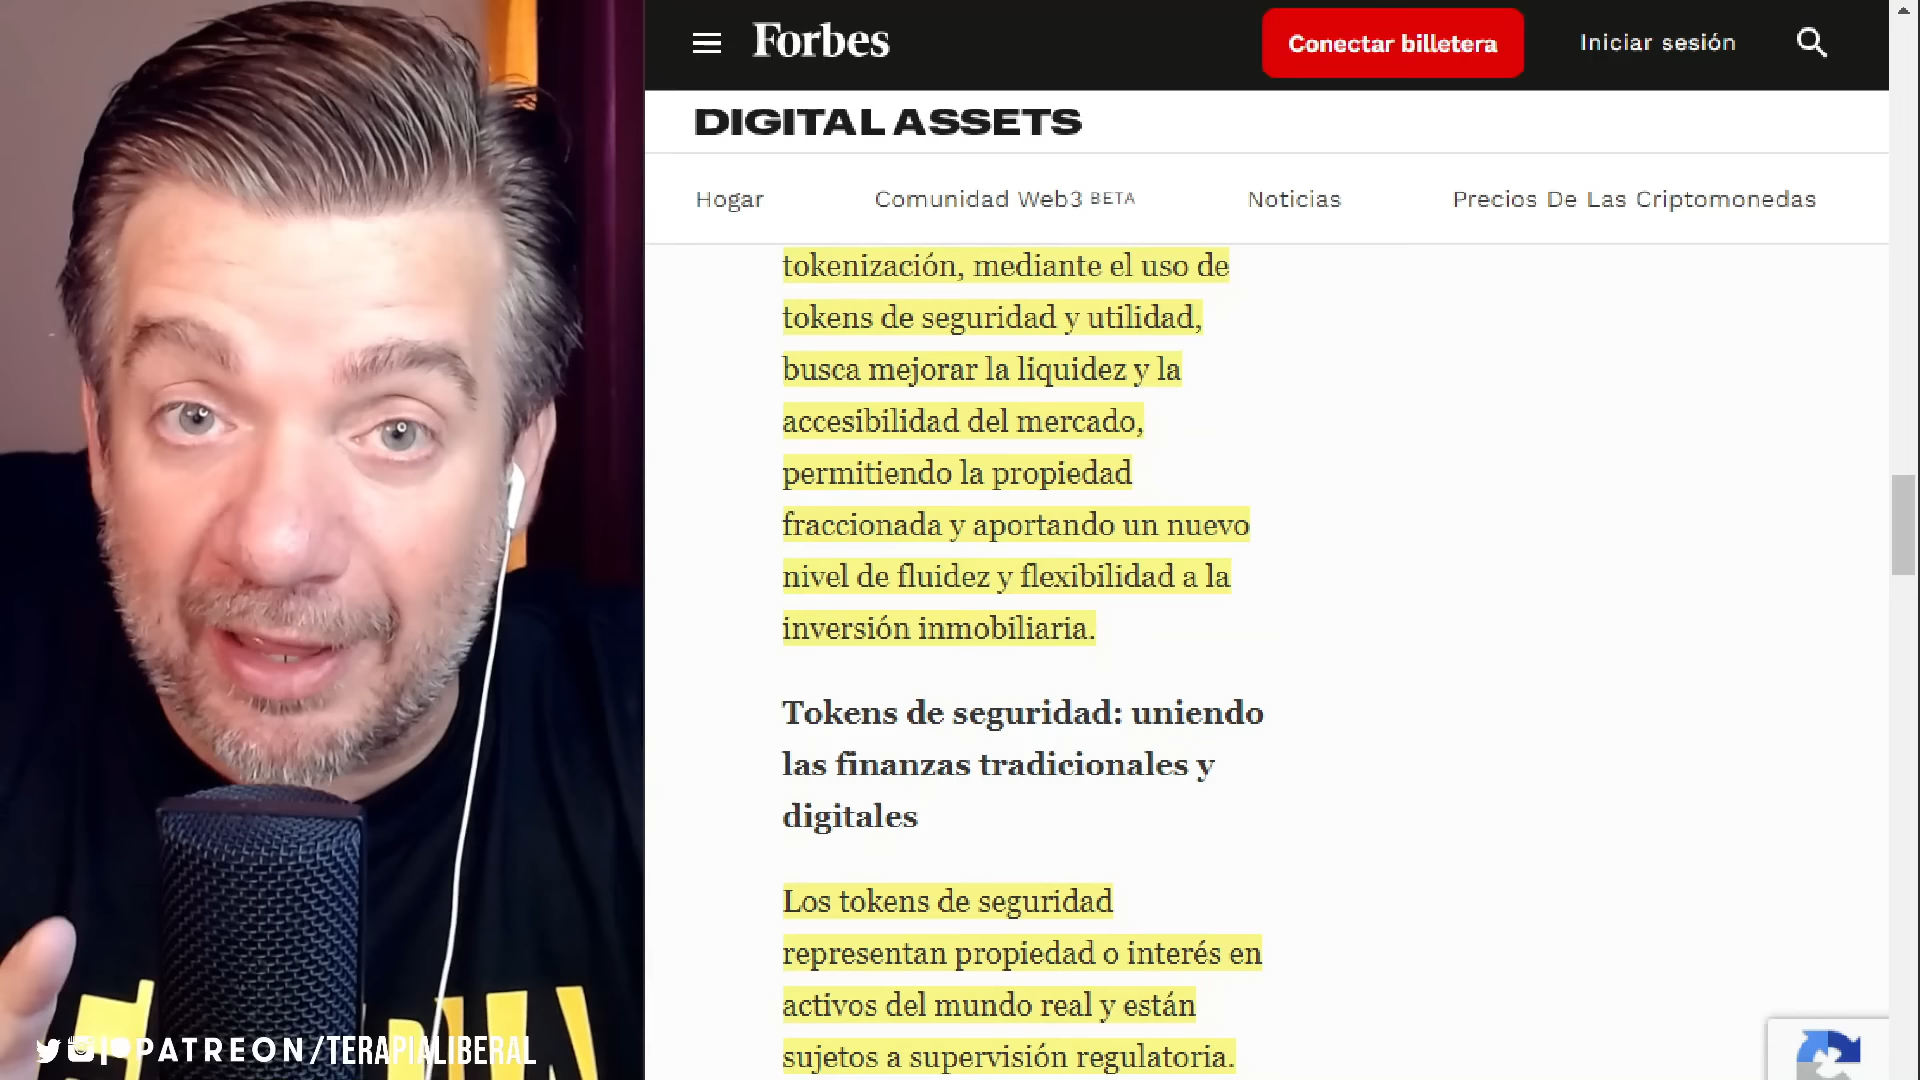 Forbes
Conectar billetera
Iniciar sesión
DIGITAL ASSETS
Hogar
Comunidad Web3 BETA
Noticias
Precios De Las Criptomonedas
tokenización, mediante el uso de
tokens de seguridad y utilidad,
busca mejorar la liquidez y la
accesibilidad del mercado,
permitiendo la propiedad
fraccionada y aportando un nuevo
nivel de fluidez y flexibilidad a la
inversión inmobiliaria.
Tokens de seguridad: uniendo
las finanzas tradicionales y
digitales
Los tokens de seguridad
representan propiedad o interés en
activos del mundo real y están
sujetos a supervisión regulatoria.
PATREON/TERAPIALIBERAL